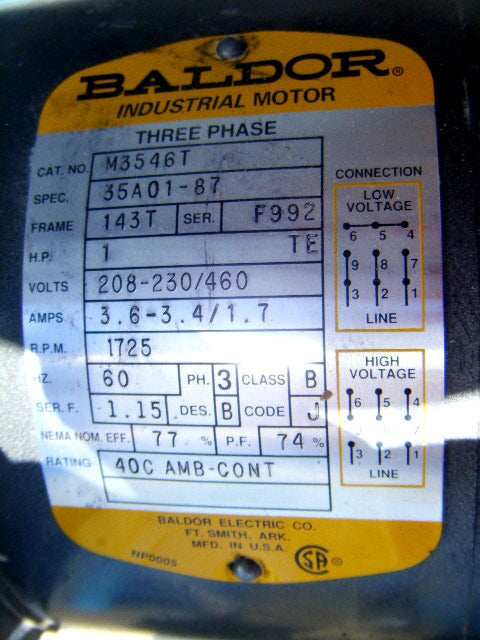 BALDOR®
INDUSTRIAL MOTOR
THREE PHASE
CAT. NO. M3546T
SPEC. 35A01-87
FRAME 143T SER. F992
H.P. 1 TE
VOLTS 208-230/460
AMPS 3.6-3.4/1.7
R.P.M. 1725
HZ. 60 PH. 3 CLASS B
SER. F. 1.15 DES. B CODE J
NEMA NOM. EFF. 77 % P.F. 74 %
RATING 40C AMB-CONT
CONNECTION
LOW
VOLTAGE
6 5 4
9 8 7
3 2 1
LINE
HIGH
VOLTAGE
6 5 4
3 2 1
LINE
BALDOR ELECTRIC CO.
FT. SMITH, ARK.
MFD. IN U.S.A.
NP0005
SA®